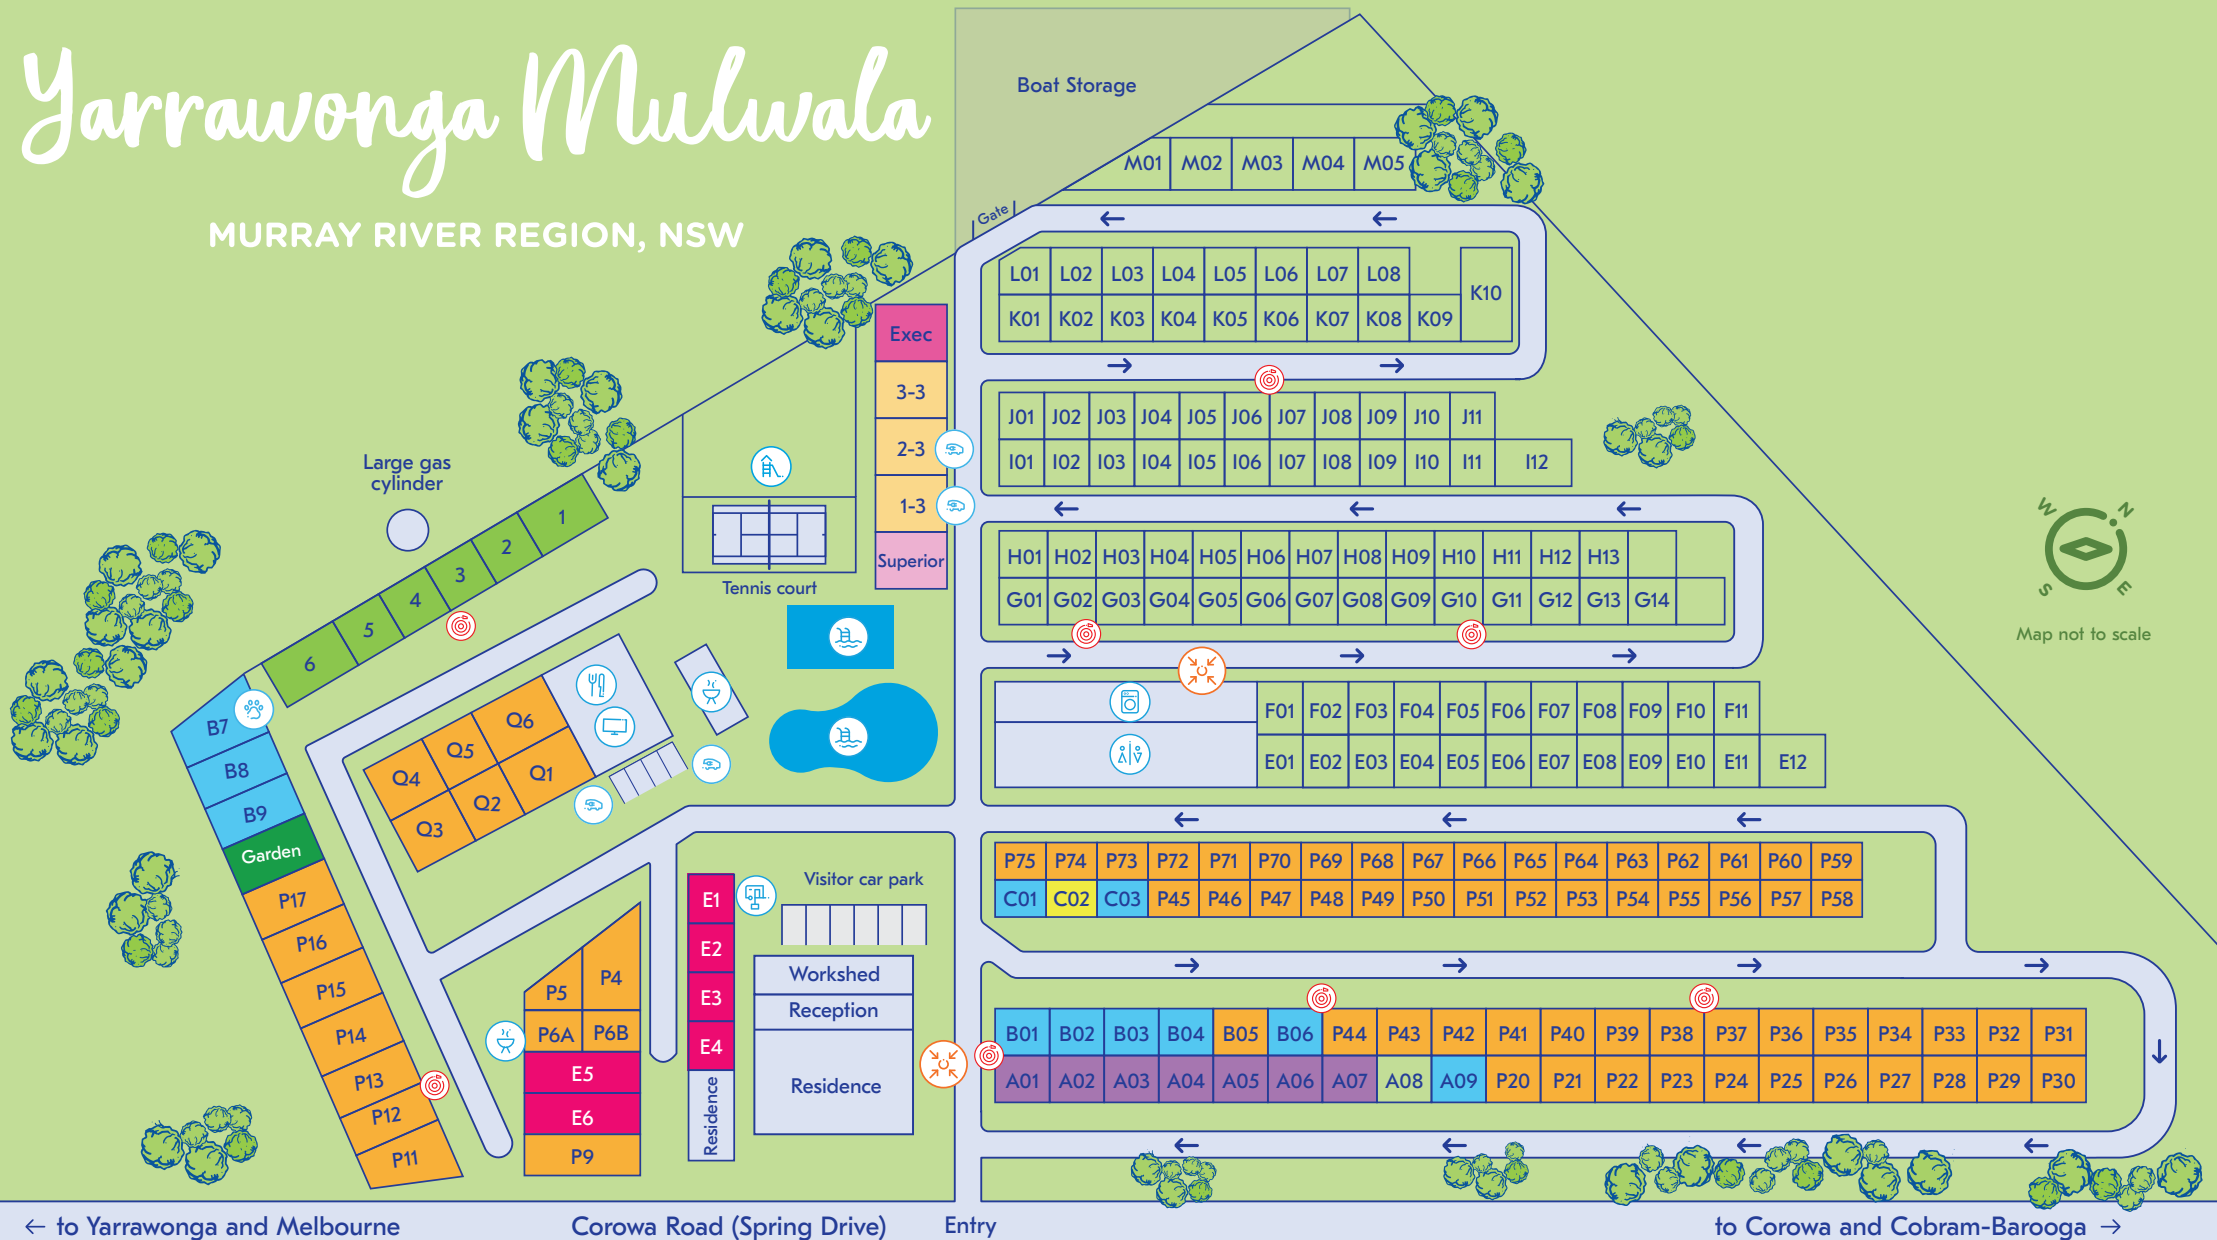 Yarrawonga Mulwala
MURRAY RIVER REGION, NSW
Boat Storage
Gate
M01 M02 M03 M04 M05
L01 L02 L03 L04 L05 L06 L07 L08
K10
K01 K02 K03 K04 K05 K06 K07 K08 K09
Exec
3-3
2-3
1-3
Superior
J01 J02 J03 J04 J05 J06 J07 J08 J09 J10 J11
I01 I02 I03 I04 I05 I06 I07 I08 I09 I10 I11 I12
H01 H02 H03 H04 H05 H06 H07 H08 H09 H10 H11 H12 H13
G01 G02 G03 G04 G05 G06 G07 G08 G09 G10 G11 G12 G13 G14
W N
S E
Map not to scale
Large gas
cylinder
Tennis court
1
2
3
4
5
6
B7
B8
B9
Garden
P17
P16
P15
P14
P13
P12
P11
Q6
Q5
Q4
Q1
Q2
Q3
F01 F02 F03 F04 F05 F06 F07 F08 F09 F10 F11
E01 E02 E03 E04 E05 E06 E07 E08 E09 E10 E11 E12
P75 P74 P73 P72 P71 P70 P69 P68 P67 P66 P65 P64 P63 P62 P61 P60 P59
C01 C02 C03 P45 P46 P47 P48 P49 P50 P51 P52 P53 P54 P55 P56 P57 P58
P4
P5
P6A P6B
E5
E6
P9
E1
E2
E3
E4
Residence
Visitor car park
Workshed
Reception
Residence
B01 B02 B03 B04 B05 B06 P44 P43 P42 P41 P40 P39 P38 P37 P36 P35 P34 P33 P32 P31
A01 A02 A03 A04 A05 A06 A07 A08 A09 P20 P21 P22 P23 P24 P25 P26 P27 P28 P29 P30
← to Yarrawonga and Melbourne
Corowa Road (Spring Drive)
Entry
to Corowa and Cobram-Barooga →